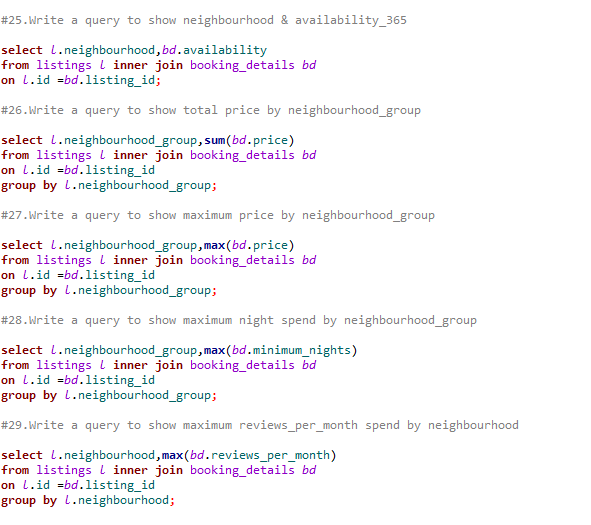 #25.Write a query to show neighbourhood & availability_365
select l.neighbourhood,bd.availability
from listings l inner join booking_details bd
on l.id =bd.listing_id;
#26.Write a query to show total price by neighbourhood_group
select l.neighbourhood_group,sum(bd.price)
from listings l inner join booking_details bd
on l.id =bd.listing_id
group by l.neighbourhood_group;
#27.Write a query to show maximum price by neighbourhood_group
select l.neighbourhood_group,max(bd.price)
from listings l inner join booking_details bd
on l.id =bd.listing_id
group by l.neighbourhood_group;
#28.Write a query to show maximum night spend by neighbourhood_group
select l.neighbourhood_group,max(bd.minimum_nights)
from listings l inner join booking_details bd
on l.id =bd.listing_id
group by l.neighbourhood_group;
#29.Write a query to show maximum reviews_per_month spend by neighbourhood
select l.neighbourhood,max(bd.reviews_per_month)
from listings l inner join booking_details bd
on l.id =bd.listing_id
group by l.neighbourhood;